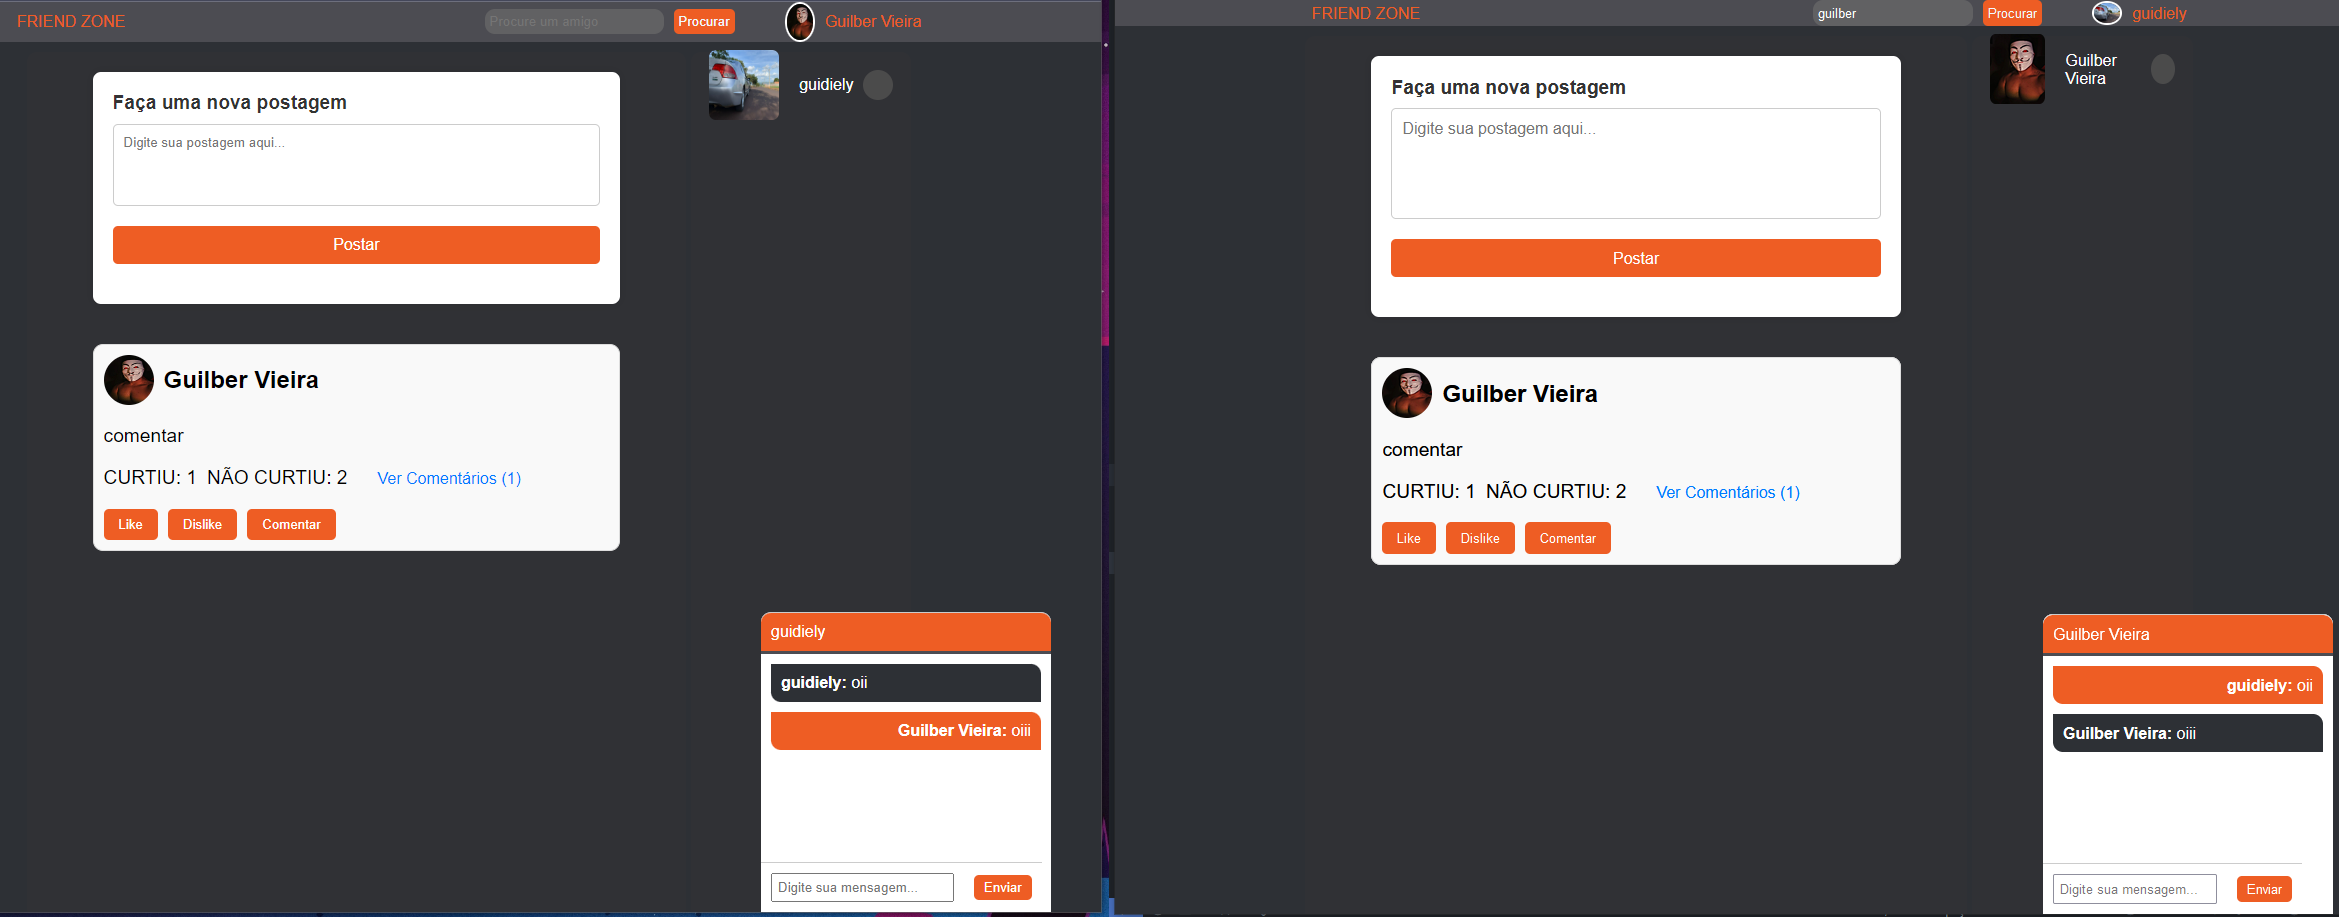 FRIEND ZONE
Procure um amigo
Procurar
Guilber Vieira
guidiely
Faça uma nova postagem
Digite sua postagem aqui...
Postar
Guilber Vieira
comentar
CURTIU: 1 NÃO CURTIU: 2 Ver Comentários (1)
Like
Dislike
Comentar
guidiely
guidiely: oii
Guilber Vieira: oiii
Digite sua mensagem...
Enviar
FRIEND ZONE
guilber
Procurar
guidiely
Guilber
Vieira
Faça uma nova postagem
Digite sua postagem aqui...
Postar
Guilber Vieira
comentar
CURTIU: 1 NÃO CURTIU: 2 Ver Comentários (1)
Like
Dislike
Comentar
Guilber Vieira
guidiely: oii
Guilber Vieira: oiii
Digite sua mensagem...
Enviar